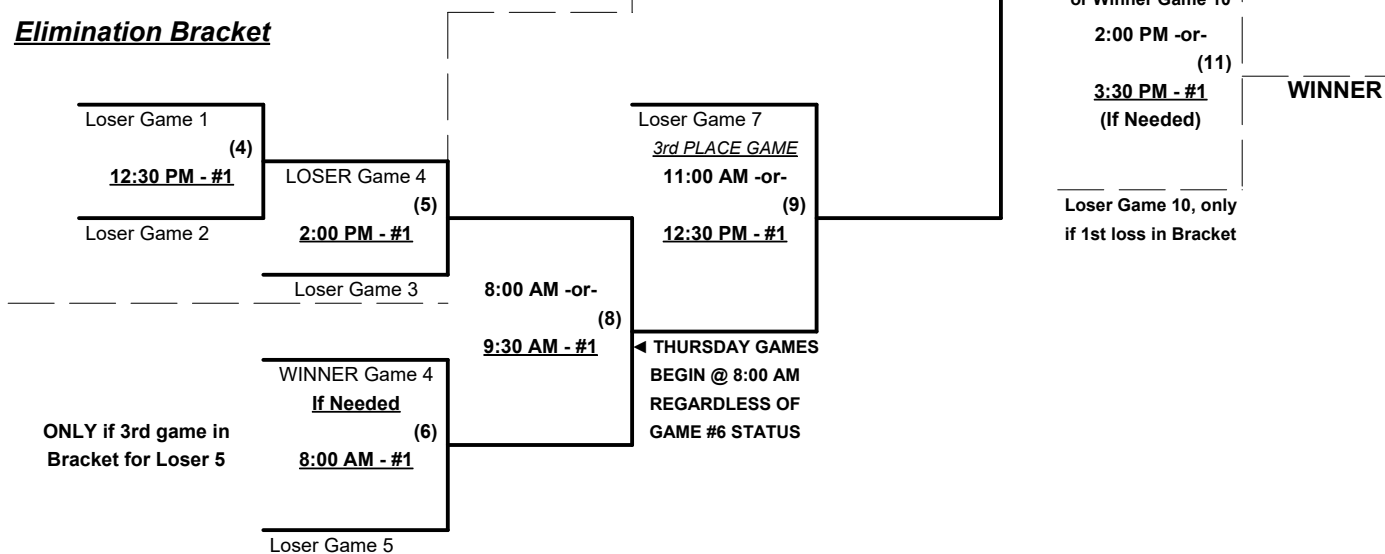 or Winner Game 10
Elimination Bracket
2:00 PM -or-
(11)
3:30 PM - #1
(If Needed)
WINNER
Loser Game 10, only
if 1st loss in Bracket
Loser Game 1
(4)
12:30 PM - #1
Loser Game 2
LOSER Game 4
(5)
2:00 PM - #1
Loser Game 3
Loser Game 7
3rd PLACE GAME
11:00 AM -or-
(9)
12:30 PM - #1
8:00 AM -or-
(8)
9:30 AM - #1
◄ THURSDAY GAMES
BEGIN @ 8:00 AM
REGARDLESS OF
GAME #6 STATUS
WINNER Game 4
If Needed
(6)
8:00 AM - #1
Loser Game 5
ONLY if 3rd game in
Bracket for Loser 5